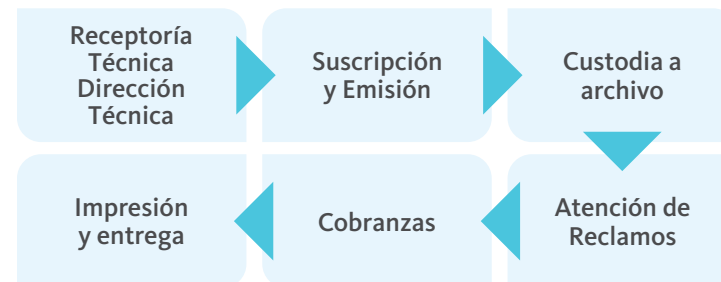 Receptoría
Técnica
Dirección
Técnica
Suscripción
y Emisión
Custodia a
archivo
Atención de
Reclamos
Cobranzas
Impresión
y entrega